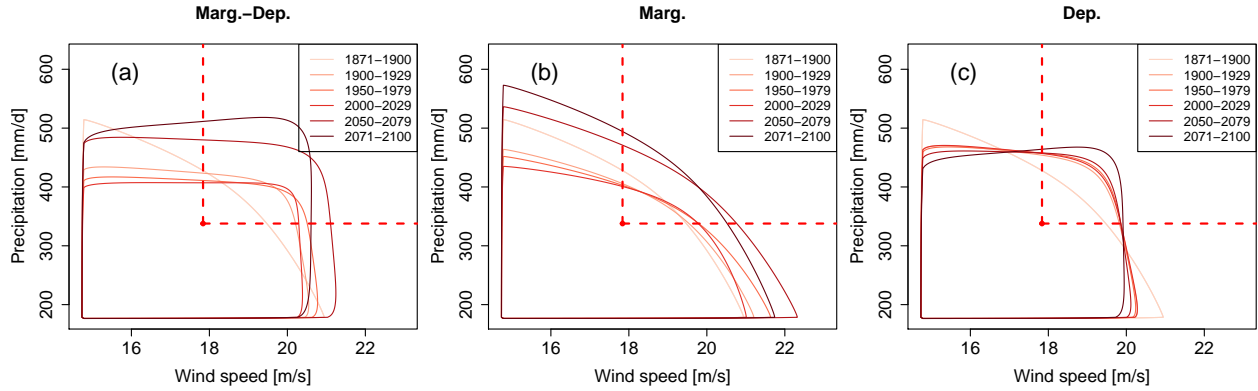 Marg.−Dep.
(a)
1871−1900
1900−1929
1950−1979
2000−2029
2050−2079
2071−2100
Precipitation [mm/d]
600
500
400
300
200
16 18 20 22
Wind speed [m/s]
Marg.
(b)
1871−1900
1900−1929
1950−1979
2000−2029
2050−2079
2071−2100
Precipitation [mm/d]
600
500
400
300
200
16 18 20 22
Wind speed [m/s]
Dep.
(c)
1871−1900
1900−1929
1950−1979
2000−2029
2050−2079
2071−2100
Precipitation [mm/d]
600
500
400
300
200
16 18 20 22
Wind speed [m/s]